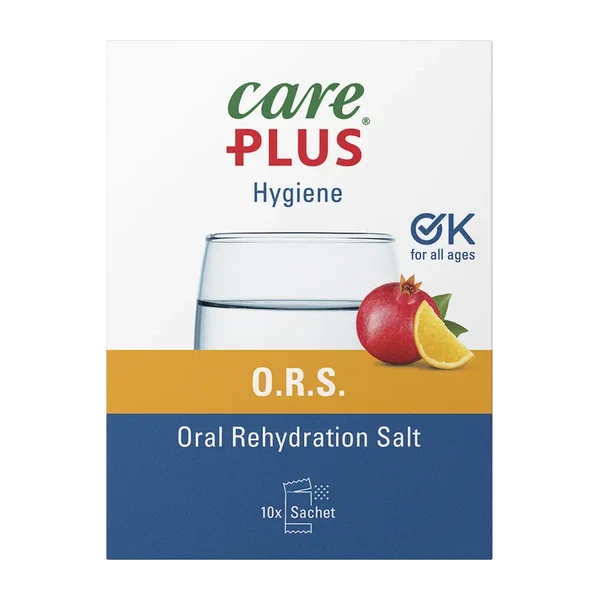 care
PLUS®
Hygiene
OK
for all ages
O.R.S.
Oral Rehydration Salt
10x Sachet